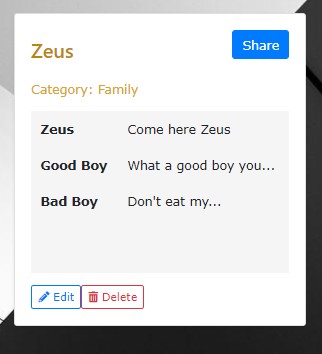 Zeus
Share
Category: Family
Zeus Come here Zeus
Good Boy What a good boy you...
Bad Boy Don't eat my...
Edit Delete